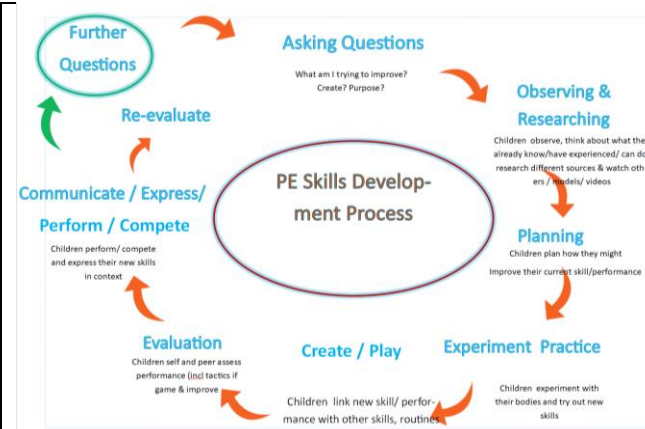 Further
Questions
Asking Questions
What am I trying to improve?
Create? Purpose?
Observing &
Researching
Children observe, think about what the
already know/have experienced/ can do
research different sources & watch oth
ers / models/ videos
Planning
Children plan how they might
Improve their current skill/performance
Experiment Practice
Children experiment with
their bodies and try out new
skills
Create / Play
Children link new skill/ perfor-
mance with other skills, routines
Evaluation
Children self and peer assess
performance (incl tactics if
game & improve
Communicate / Express/
Perform / Compete
Children perform/ compete
and express their new skills
in context
Re-evaluate
PE Skills Develop-
ment Process